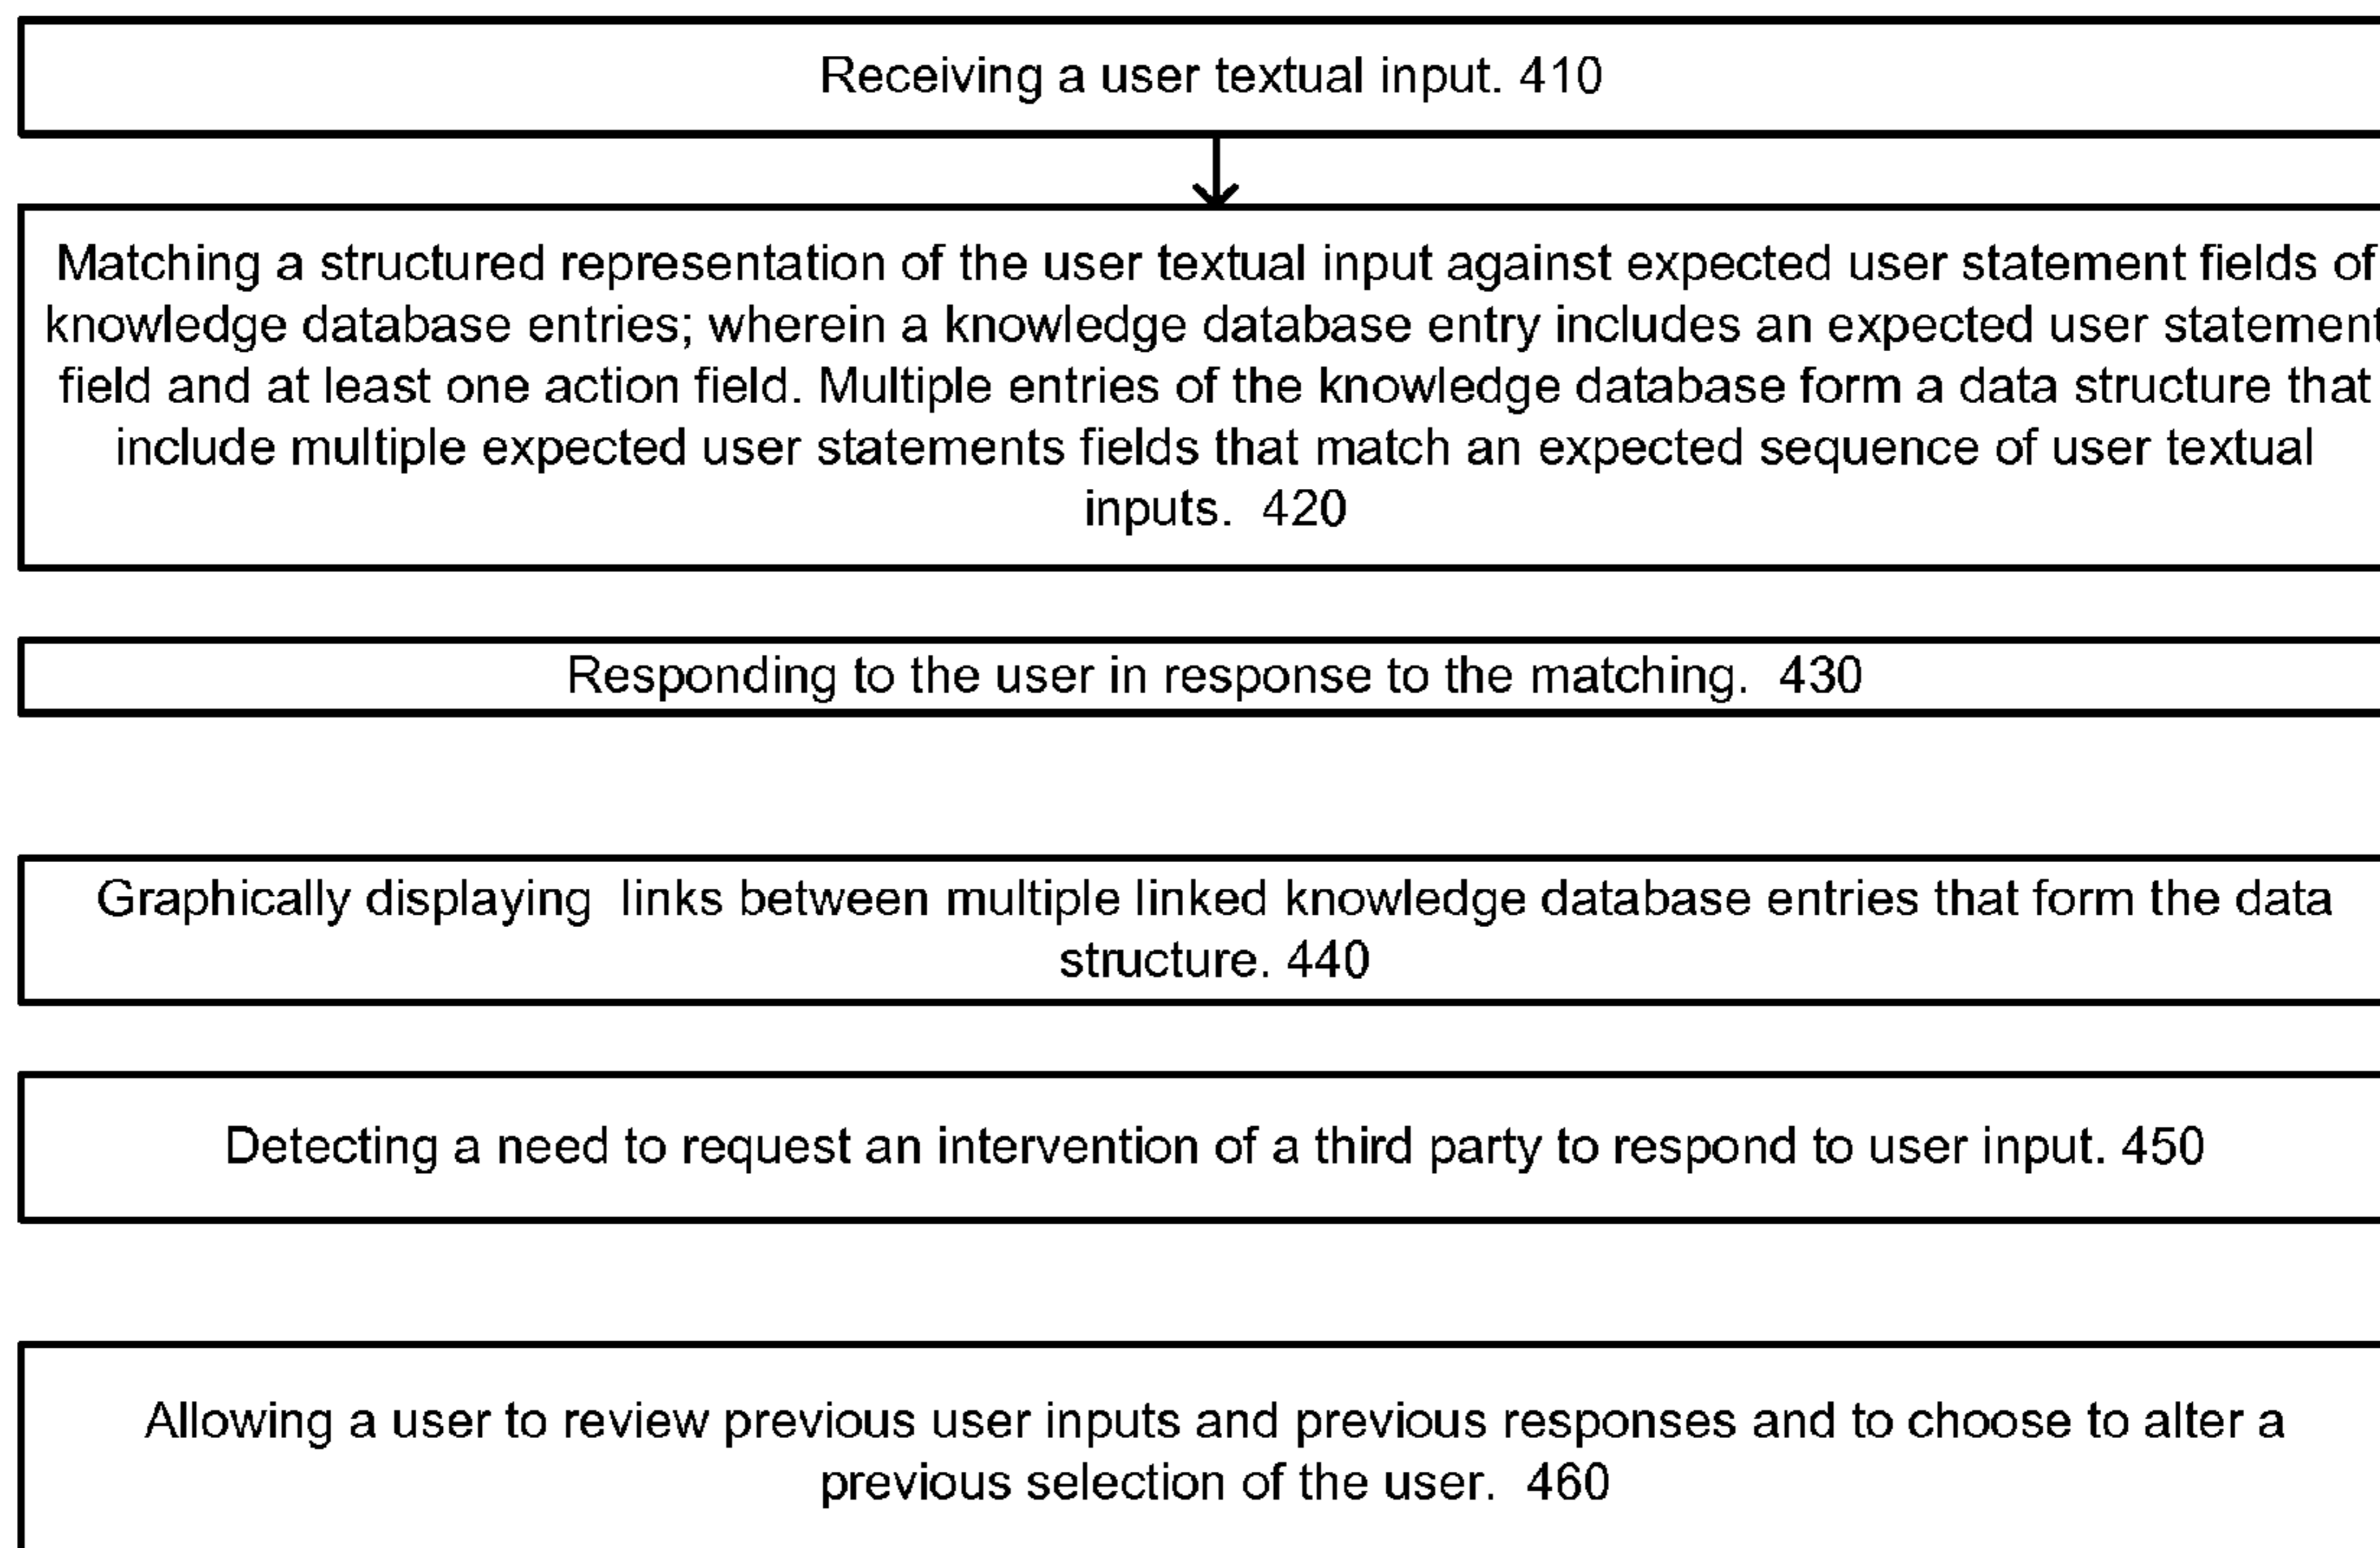 Receiving a user textual input. 410
Matching a structured representation of the user textual input against expected user statement fields of
knowledge database entries; wherein a knowledge database entry includes an expected user statement
field and at least one action field. Multiple entries of the knowledge database form a data structure that
include multiple expected user statements fields that match an expected sequence of user textual
inputs. 420
Responding to the user in response to the matching. 430
Graphically displaying links between multiple linked knowledge database entries that form the data
structure. 440
Detecting a need to request an intervention of a third party to respond to user input. 450
Allowing a user to review previous user inputs and previous responses and to choose to alter a
previous selection of the user. 460